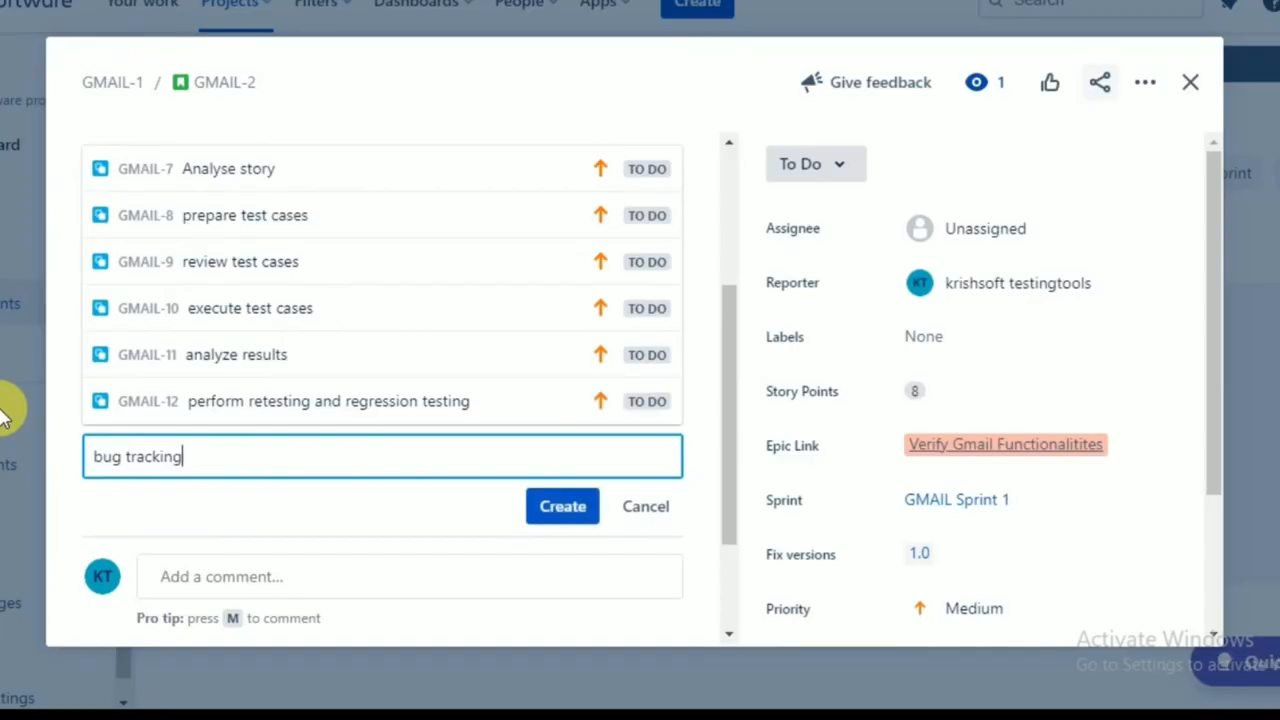 Your work Projects Filters Dashboards People Apps Create Search
GMAIL-1 / GMAIL-2
Give feedback 1
GMAIL-7 Analyse story TO DO
GMAIL-8 prepare test cases TO DO
GMAIL-9 review test cases TO DO
GMAIL-10 execute test cases TO DO
GMAIL-11 analyze results TO DO
GMAIL-12 perform retesting and regression testing TO DO
bug tracking
Create Cancel
KT Add a comment...
Pro tip: press M to comment
To Do
Assignee Unassigned
Reporter KT krishsoft testingtools
Labels None
Story Points 8
Epic Link Verify Gmail Functionalitites
Sprint GMAIL Sprint 1
Fix versions 1.0
Priority Medium
Activate Windows
Go to Settings to activate